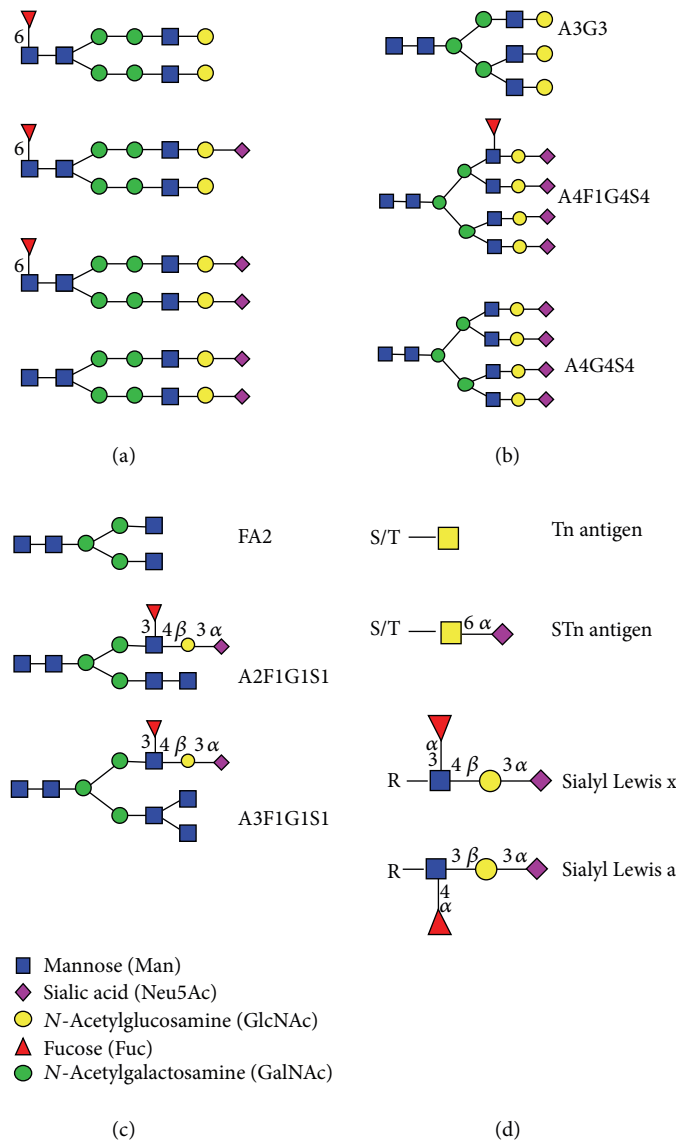 6
6
6
(a)
A3G3
A4F1G4S4
A4G4S4
(b)
FA2
3 4 β 3 α
A2F1G1S1
3 4 β 3 α
A3F1G1S1
Mannose (Man)
Sialic acid (Neu5Ac)
N-Acetylglucosamine (GlcNAc)
Fucose (Fuc)
N-Acetylgalactosamine (GalNAc)
(c)
S/T
Tn antigen
S/T
6 α
STn antigen
α
3 4 β 3 α
R
Sialyl Lewis x
3 β 3 α
R
Sialyl Lewis a
4
α
(d)